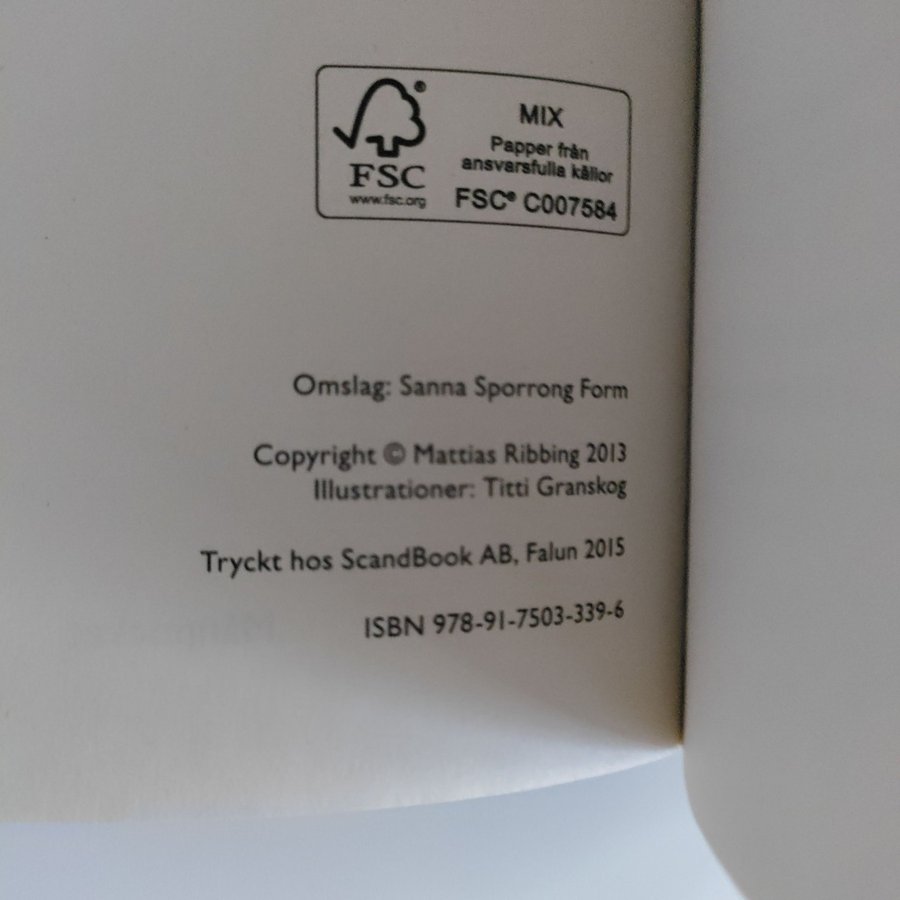 FSC®
www.fsc.org
MIX
Papper från
ansvarsfulla källor
FSC® C007584
Omslag: Sanna Sporrong Form
Copyright © Mattias Ribbing 2013
Illustrationer: Titti Granskog
Tryckt hos ScandBook AB, Falun 2015
ISBN 978-91-7503-339-6